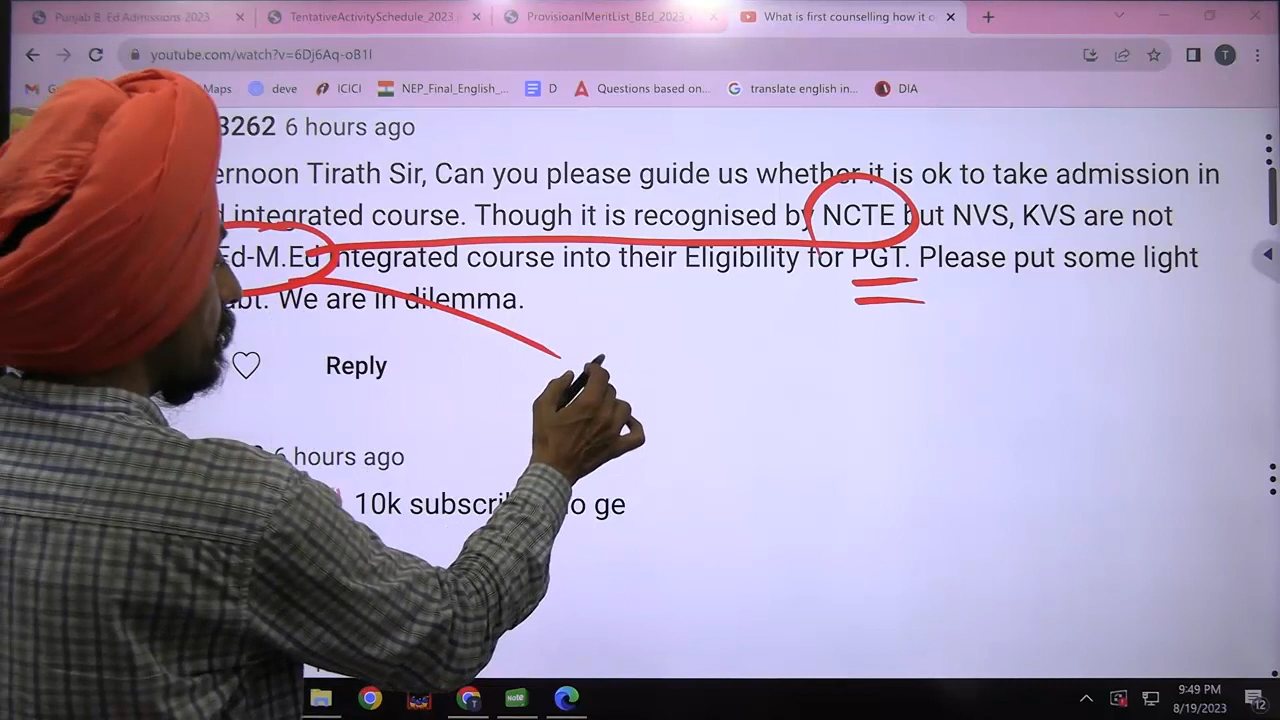 Punjab B. Ed Admissions 2023
TentativeActivitySchedule_2023
ProvisioanlMeritList_BEd_2023
What is first counselling how it o
youtube.com/watch?v=6Dj6Aq-oB1I
T
Maps
deve
ICICI
NEP_Final_English_...
D
Questions based on...
translate english in...
DIA
3262 6 hours ago
ernoon Tirath Sir, Can you please guide us whether it is ok to take admission in
d integrated course. Though it is recognised by NCTE but NVS, KVS are not
Ed-M.Ed integrated course into their Eligibility for PGT. Please put some light
ubt. We are in dilemma.
Reply
6 hours ago
10k subscrib o ge
Note
9:49 PM
8/19/2023
12